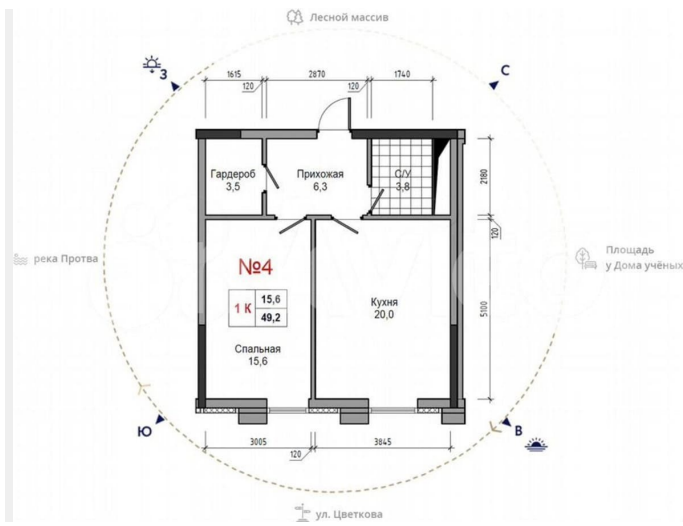 Лесной массив
З
С
1615
2870
1740
120
120
Гардероб
3,5
Прихожая
6,3
С/У
3,8
2180
120
река Протва
Площадь
у Дома учёных
№4
1 К
15,6
49,2
Кухня
20,0
5100
Спальная
15,6
Ю
В
3005
3845
120
ул. Цветкова